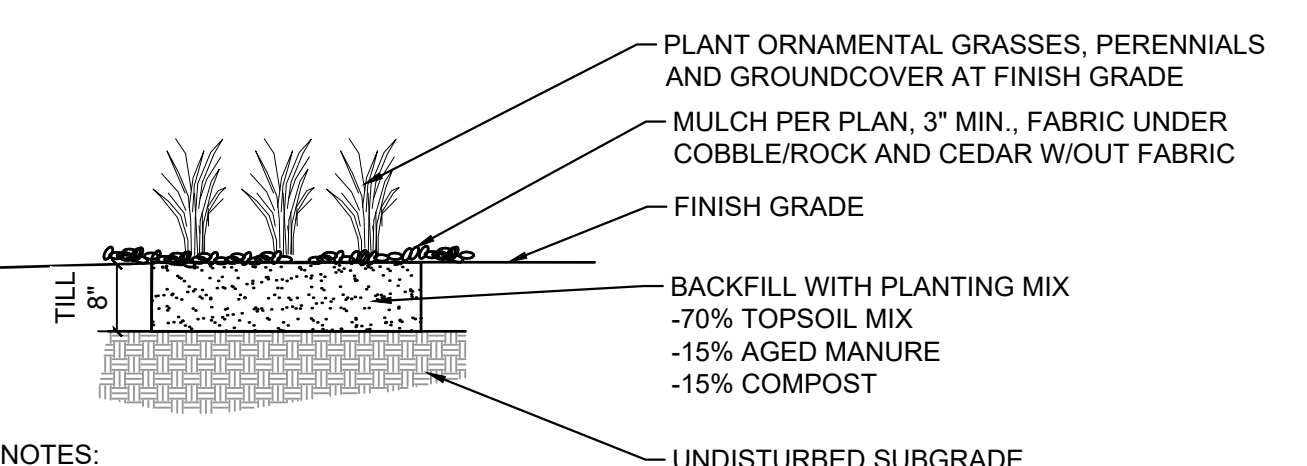 PLANT ORNAMENTAL GRASSES, PERENNIALS
AND GROUNDCOVER AT FINISH GRADE
MULCH PER PLAN, 3" MIN., FABRIC UNDER
COBBLE/ROCK AND CEDAR W/OUT FABRIC
FINISH GRADE
TILL
8"
BACKFILL WITH PLANTING MIX
-70% TOPSOIL MIX
-15% AGED MANURE
-15% COMPOST
NOTES:
UNDISTURBED SUBGRADE